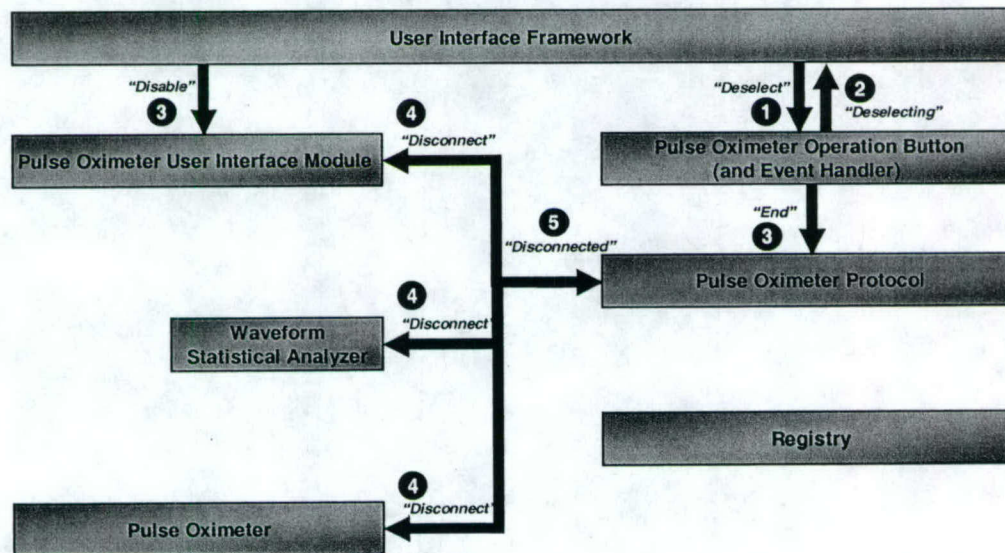 User Interface Framework
“Disable”
3
4
“Disconnect”
“Deselect”
1
2
“Deselecting”
Pulse Oximeter User Interface Module
Pulse Oximeter Operation Button
(and Event Handler)
“End”
3
5
“Disconnected”
Pulse Oximeter Protocol
4
“Disconnect”
Waveform
Statistical Analyzer
Registry
4
“Disconnect”
Pulse Oximeter